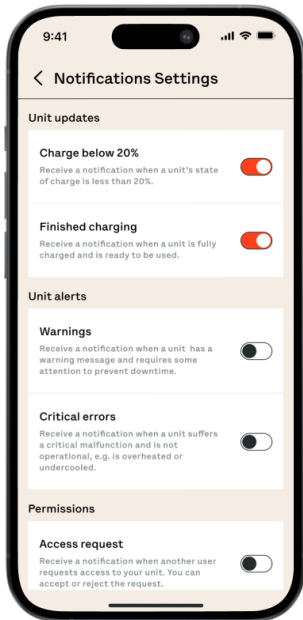 9:41
Notifications Settings
Unit updates
Charge below 20%
Receive a notification when a unit's state
of charge is less than 20%.
Finished charging
Receive a notification when a unit is fully
charged and is ready to be used.
Unit alerts
Warnings
Receive a notification when a unit has a
warning message and requires some
attention to prevent downtime.
Critical errors
Receive a notification when a unit suffers
a critical malfunction and is not
operational, e.g. is overheated or
undercooled.
Permissions
Access request
Receive a notification when another user
requests access to your unit. You can
accept or reject the request.